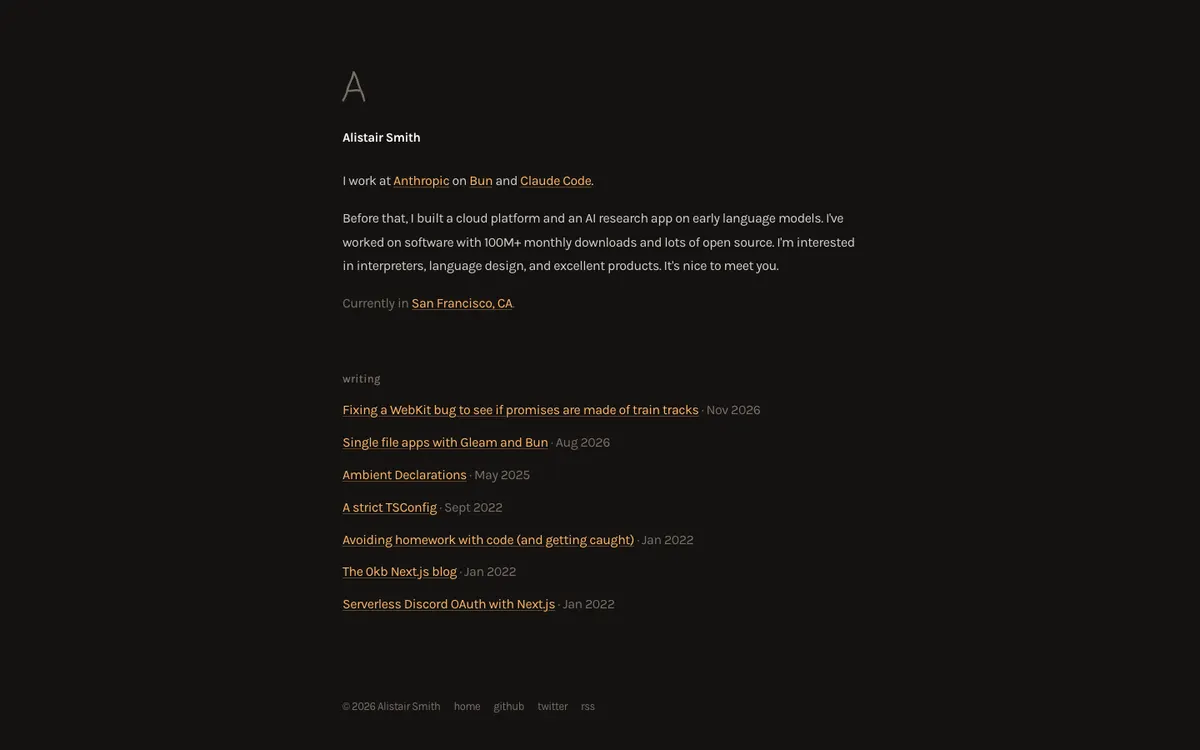 A
Alistair Smith
I work at Anthropic on Bun and Claude Code.
Before that, I built a cloud platform and an AI research app on early language models. I've
worked on software with 100M+ monthly downloads and lots of open source. I'm interested
in interpreters, language design, and excellent products. It's nice to meet you.
Currently in San Francisco, CA.
writing
Fixing a WebKit bug to see if promises are made of train tracks · Nov 2026
Single file apps with Gleam and Bun · Aug 2026
Ambient Declarations · May 2025
A strict TSConfig · Sept 2022
Avoiding homework with code (and getting caught) · Jan 2022
The 0kb Next.js blog · Jan 2022
Serverless Discord OAuth with Next.js · Jan 2022
© 2026 Alistair Smith home github twitter rss